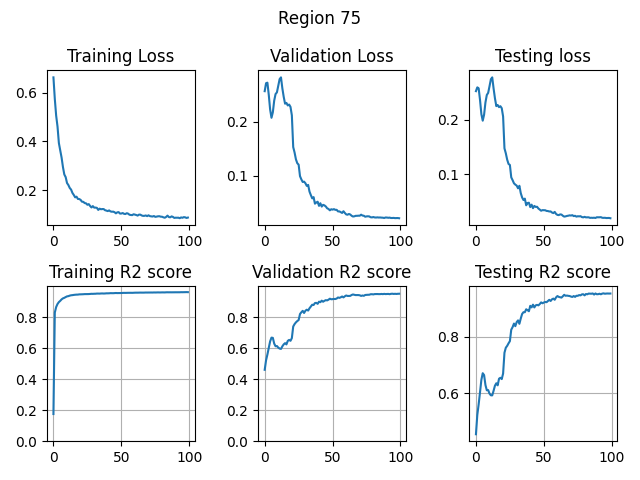 Region 75
Training Loss
Validation Loss
Testing loss
0.6
0.4
0.2
0 50 100
0.2
0.1
0 50 100
0.2
0.1
0 50 100
Training R2 score
Validation R2 score
Testing R2 score
0.8
0.6
0.4
0.2
0.0
0 50 100
0.8
0.6
0.4
0.2
0.0
0 50 100
0.8
0.6
0 50 100